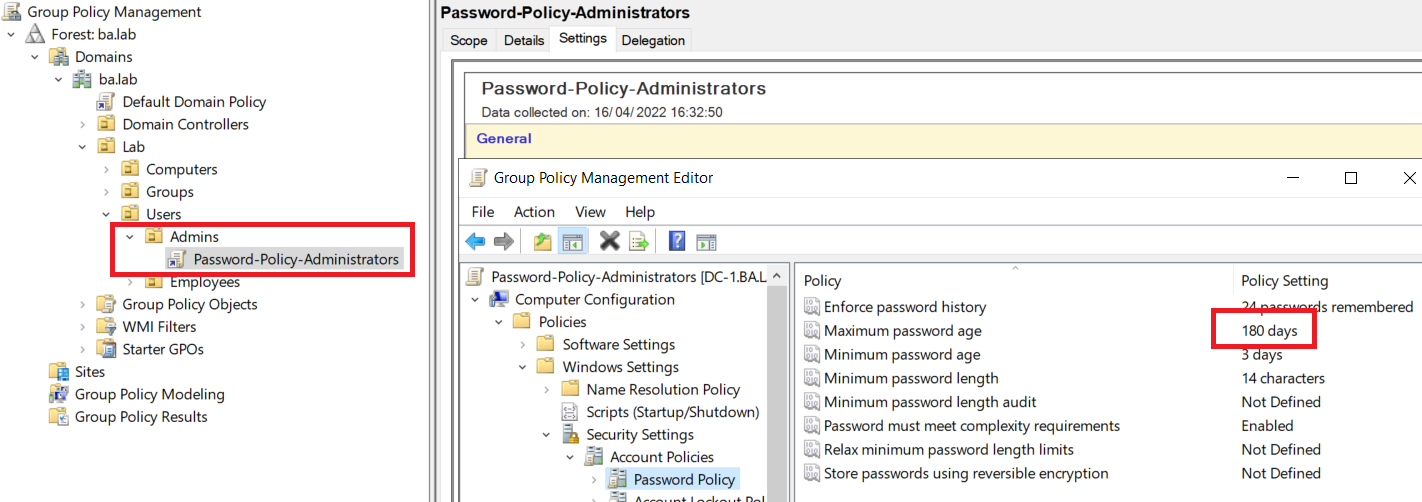 Group Policy Management
Forest: ba.lab
Domains
ba.lab
Default Domain Policy
Domain Controllers
Lab
Computers
Groups
Users
Admins
Password-Policy-Administrators
Employees
Group Policy Objects
WMI Filters
Starter GPOs
Sites
Group Policy Modeling
Group Policy Results
Password-Policy-Administrators
Scope Details Settings Delegation
Password-Policy-Administrators
Data collected on: 16/04/2022 16:32:50
General
Group Policy Management Editor
File Action View Help
Password-Policy-Administrators [DC-1.BA.L
Computer Configuration
Policies
Software Settings
Windows Settings
Name Resolution Policy
Scripts (Startup/Shutdown)
Security Settings
Account Policies
Password Policy
Account Lockout Pol
Policy Policy Setting
Enforce password history 24 passwords remembered
Maximum password age 180 days
Minimum password age 3 days
Minimum password length 14 characters
Minimum password length audit Not Defined
Password must meet complexity requirements Enabled
Relax minimum password length limits Not Defined
Store passwords using reversible encryption Not Defined